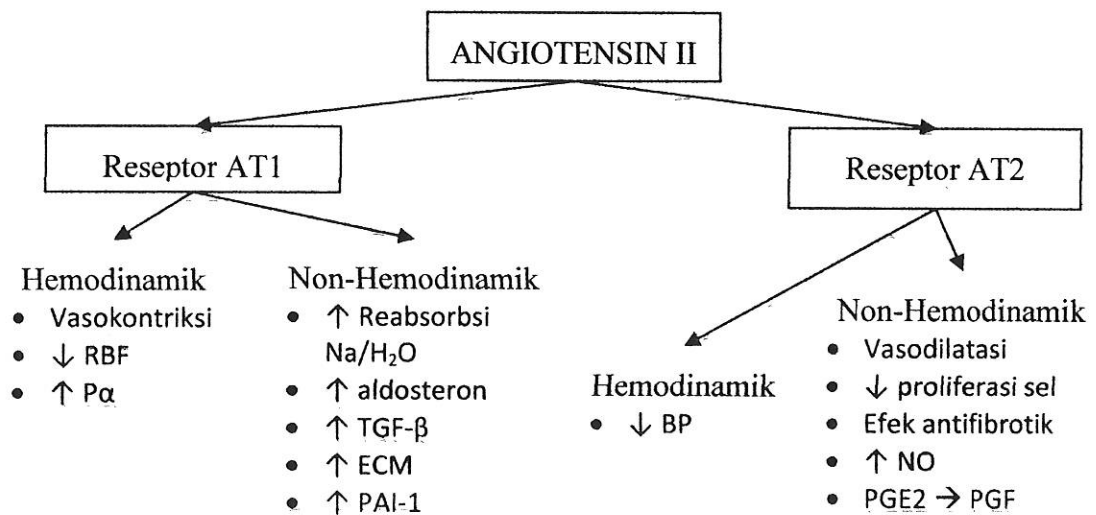 ANGIOTENSIN II
Reseptor AT1
Reseptor AT2
Hemodinamik
• Vasokontriksi
• ↓ RBF
• ↑ Pα
Non-Hemodinamik
• ↑ Reabsorbsi
Na/H₂O
• ↑ aldosteron
• ↑ TGF-β
• ↑ ECM
• ↑ PAI-1
Hemodinamik
• ↓ BP
Non-Hemodinamik
• Vasodilatasi
• ↓ proliferasi sel
• Efek antifibrotik
• ↑ NO
• PGE2 → PGF